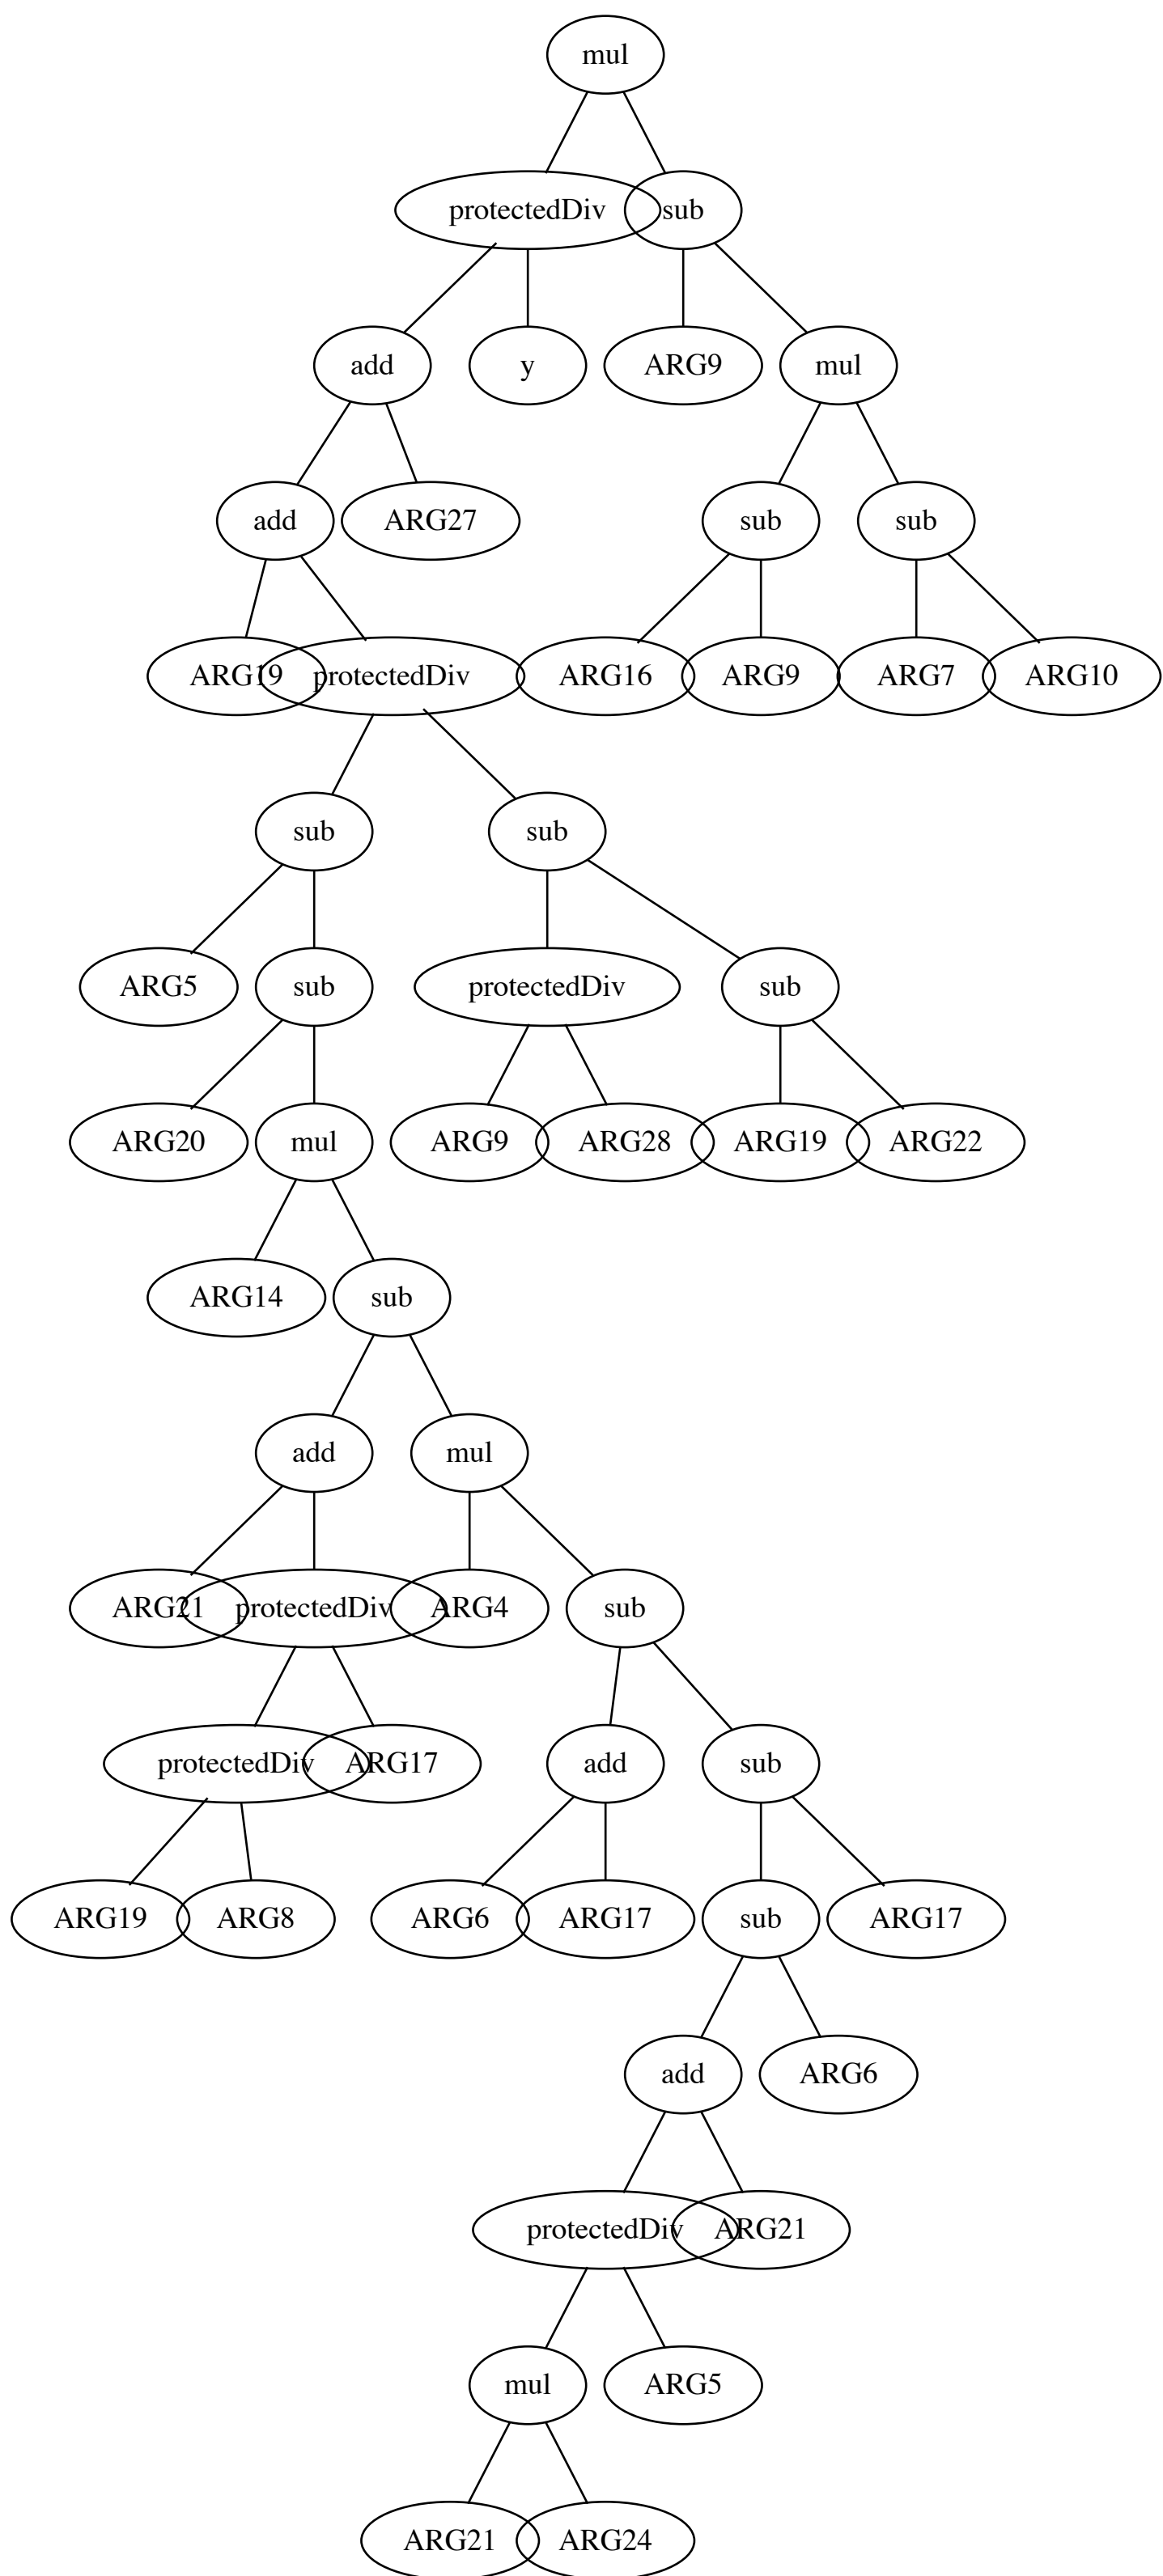 mul
protectedDiv sub
add y ARG9 mul
add ARG27 sub sub
ARG19 protectedDiv ARG16 ARG9 ARG7 ARG10
sub sub
ARG5 sub protectedDiv sub
ARG20 mul ARG9 ARG28 ARG19 ARG22
ARG14 sub
add mul
ARG21 protectedDiv ARG4 sub
protectedDiv ARG17 add sub
ARG19 ARG8 ARG6 ARG17 sub ARG17
add ARG6
protectedDiv ARG21
mul ARG5
ARG21 ARG24